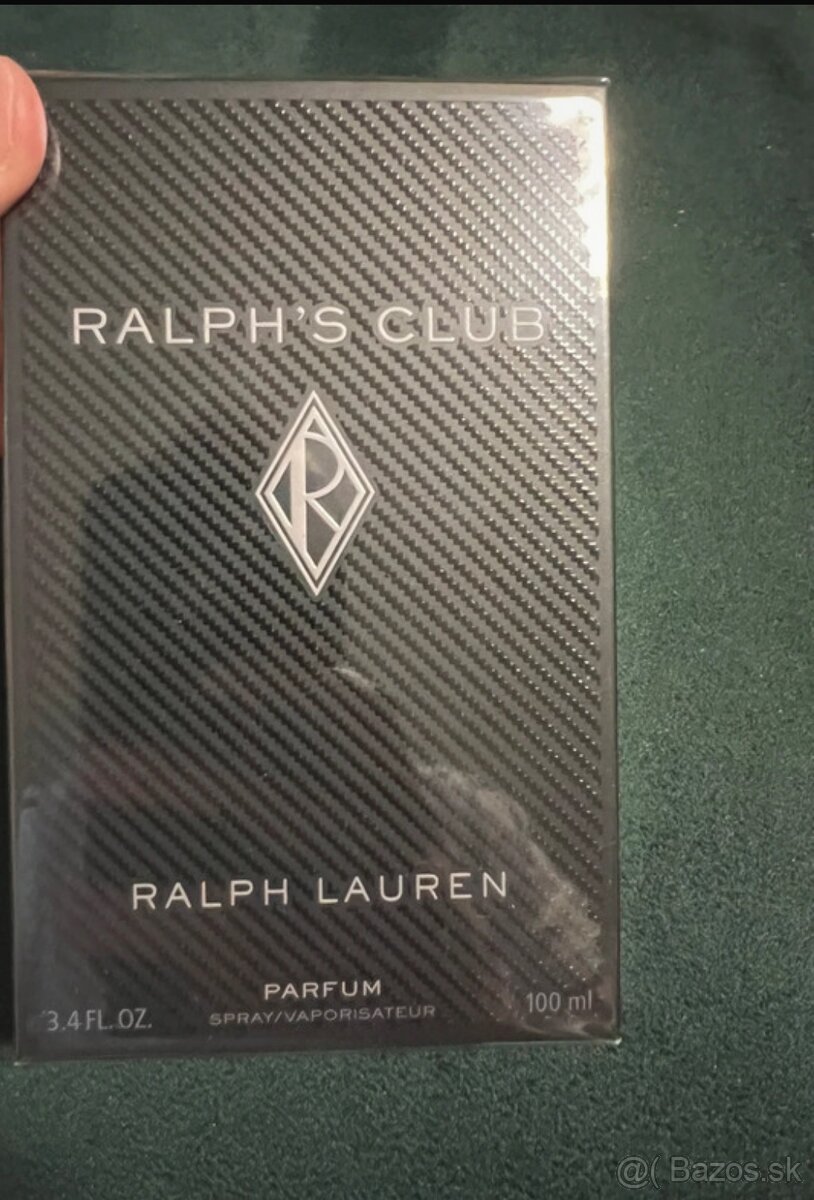 RALPH'S CLUB
R
RALPH LAUREN
PARFUM
3.4 FL. OZ. SPRAY/VAPORISATEUR 100 ml
@( Bazos.sk